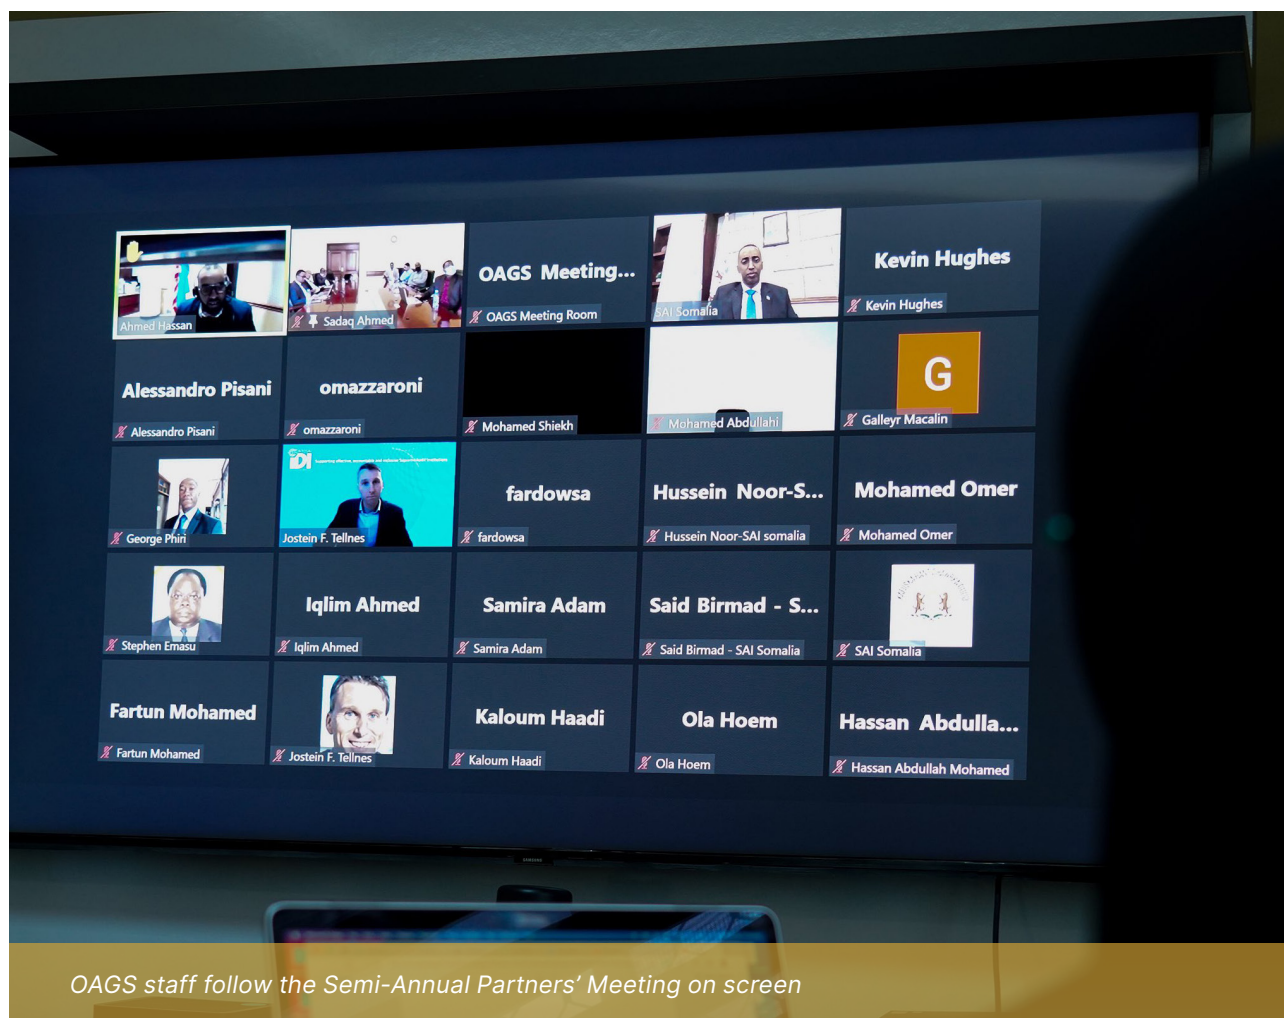 Ahmed Hassan
Sadaq Ahmed
OAGS Meeting...
OAGS Meeting Room
SAI Somalia
Kevin Hughes
Kevin Hughes
Alessandro Pisani
Alessandro Pisani
omazzaroni
omazzaroni
Mohamed Shiekh
Mohamed Abdullahi
G
Galleyr Macalin
George Phiri
IDI
Jostein F. Tellnes
fardowsa
fardowsa
Hussein Noor-S...
Hussein Noor-SAI somalia
Mohamed Omer
Mohamed Omer
Stephen Emasu
Iqlim Ahmed
Iqlim Ahmed
Samira Adam
Samira Adam
Said Birmad - S...
Said Birmad - SAI Somalia
SAI Somalia
Fartun Mohamed
Fartun Mohamed
Jostein F. Tellnes
Kaloum Haadi
Kaloum Haadi
Ola Hoem
Ola Hoem
Hassan Abdulla...
Hassan Abdullah Mohamed
SAMSUNG
OAGS staff follow the Semi-Annual Partners’ Meeting on screen